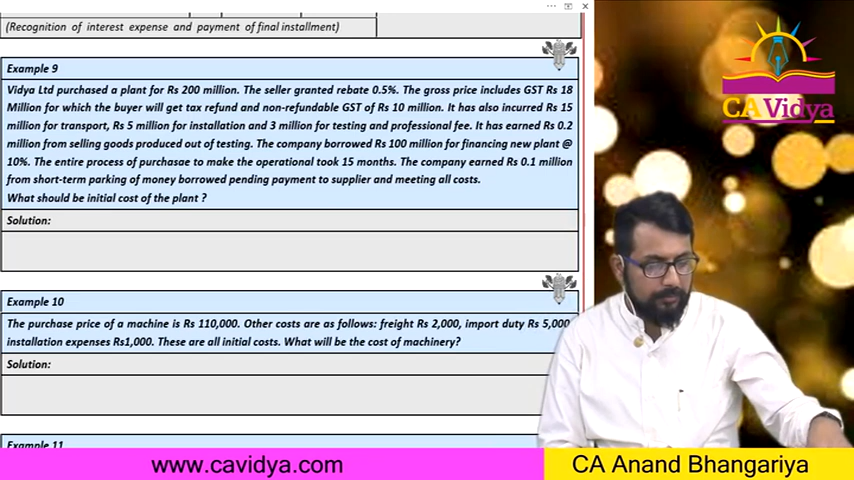 (Recognition of interest expense and payment of final installment)
Example 9
Vidya Ltd purchased a plant for Rs 200 million. The seller granted rebate 0.5%. The gross price includes GST Rs 18
Million for which the buyer will get tax refund and non-refundable GST of Rs 10 million. It has also incurred Rs 15
million for transport, Rs 5 million for installation and 3 million for testing and professional fee. It has earned Rs 0.2
million from selling goods produced out of testing. The company borrowed Rs 100 million for financing new plant @
10%. The entire process of purchasae to make the operational took 15 months. The company earned Rs 0.1 million
from short-term parking of money borrowed pending payment to supplier and meeting all costs.
What should be initial cost of the plant ?
Solution:
Example 10
The purchase price of a machine is Rs 110,000. Other costs are as follows: freight Rs 2,000, import duty Rs 5,000
installation expenses Rs1,000. These are all initial costs. What will be the cost of machinery?
Solution:
Example 11
CA Vidya
www.cavidya.com
CA Anand Bhangariya